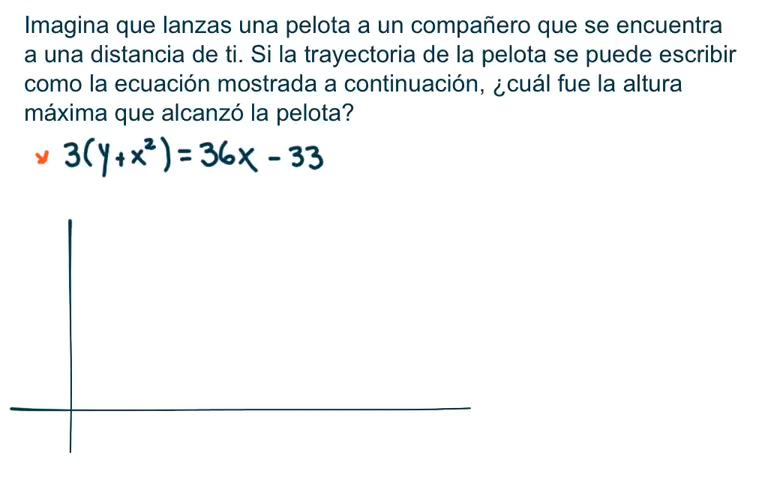 Imagina que lanzas una pelota a un compañero que se encuentra
a una distancia de ti. Si la trayectoria de la pelota se puede escribir
como la ecuación mostrada a continuación, ¿cuál fue la altura
máxima que alcanzó la pelota?
3(y+x²)=36x - 33